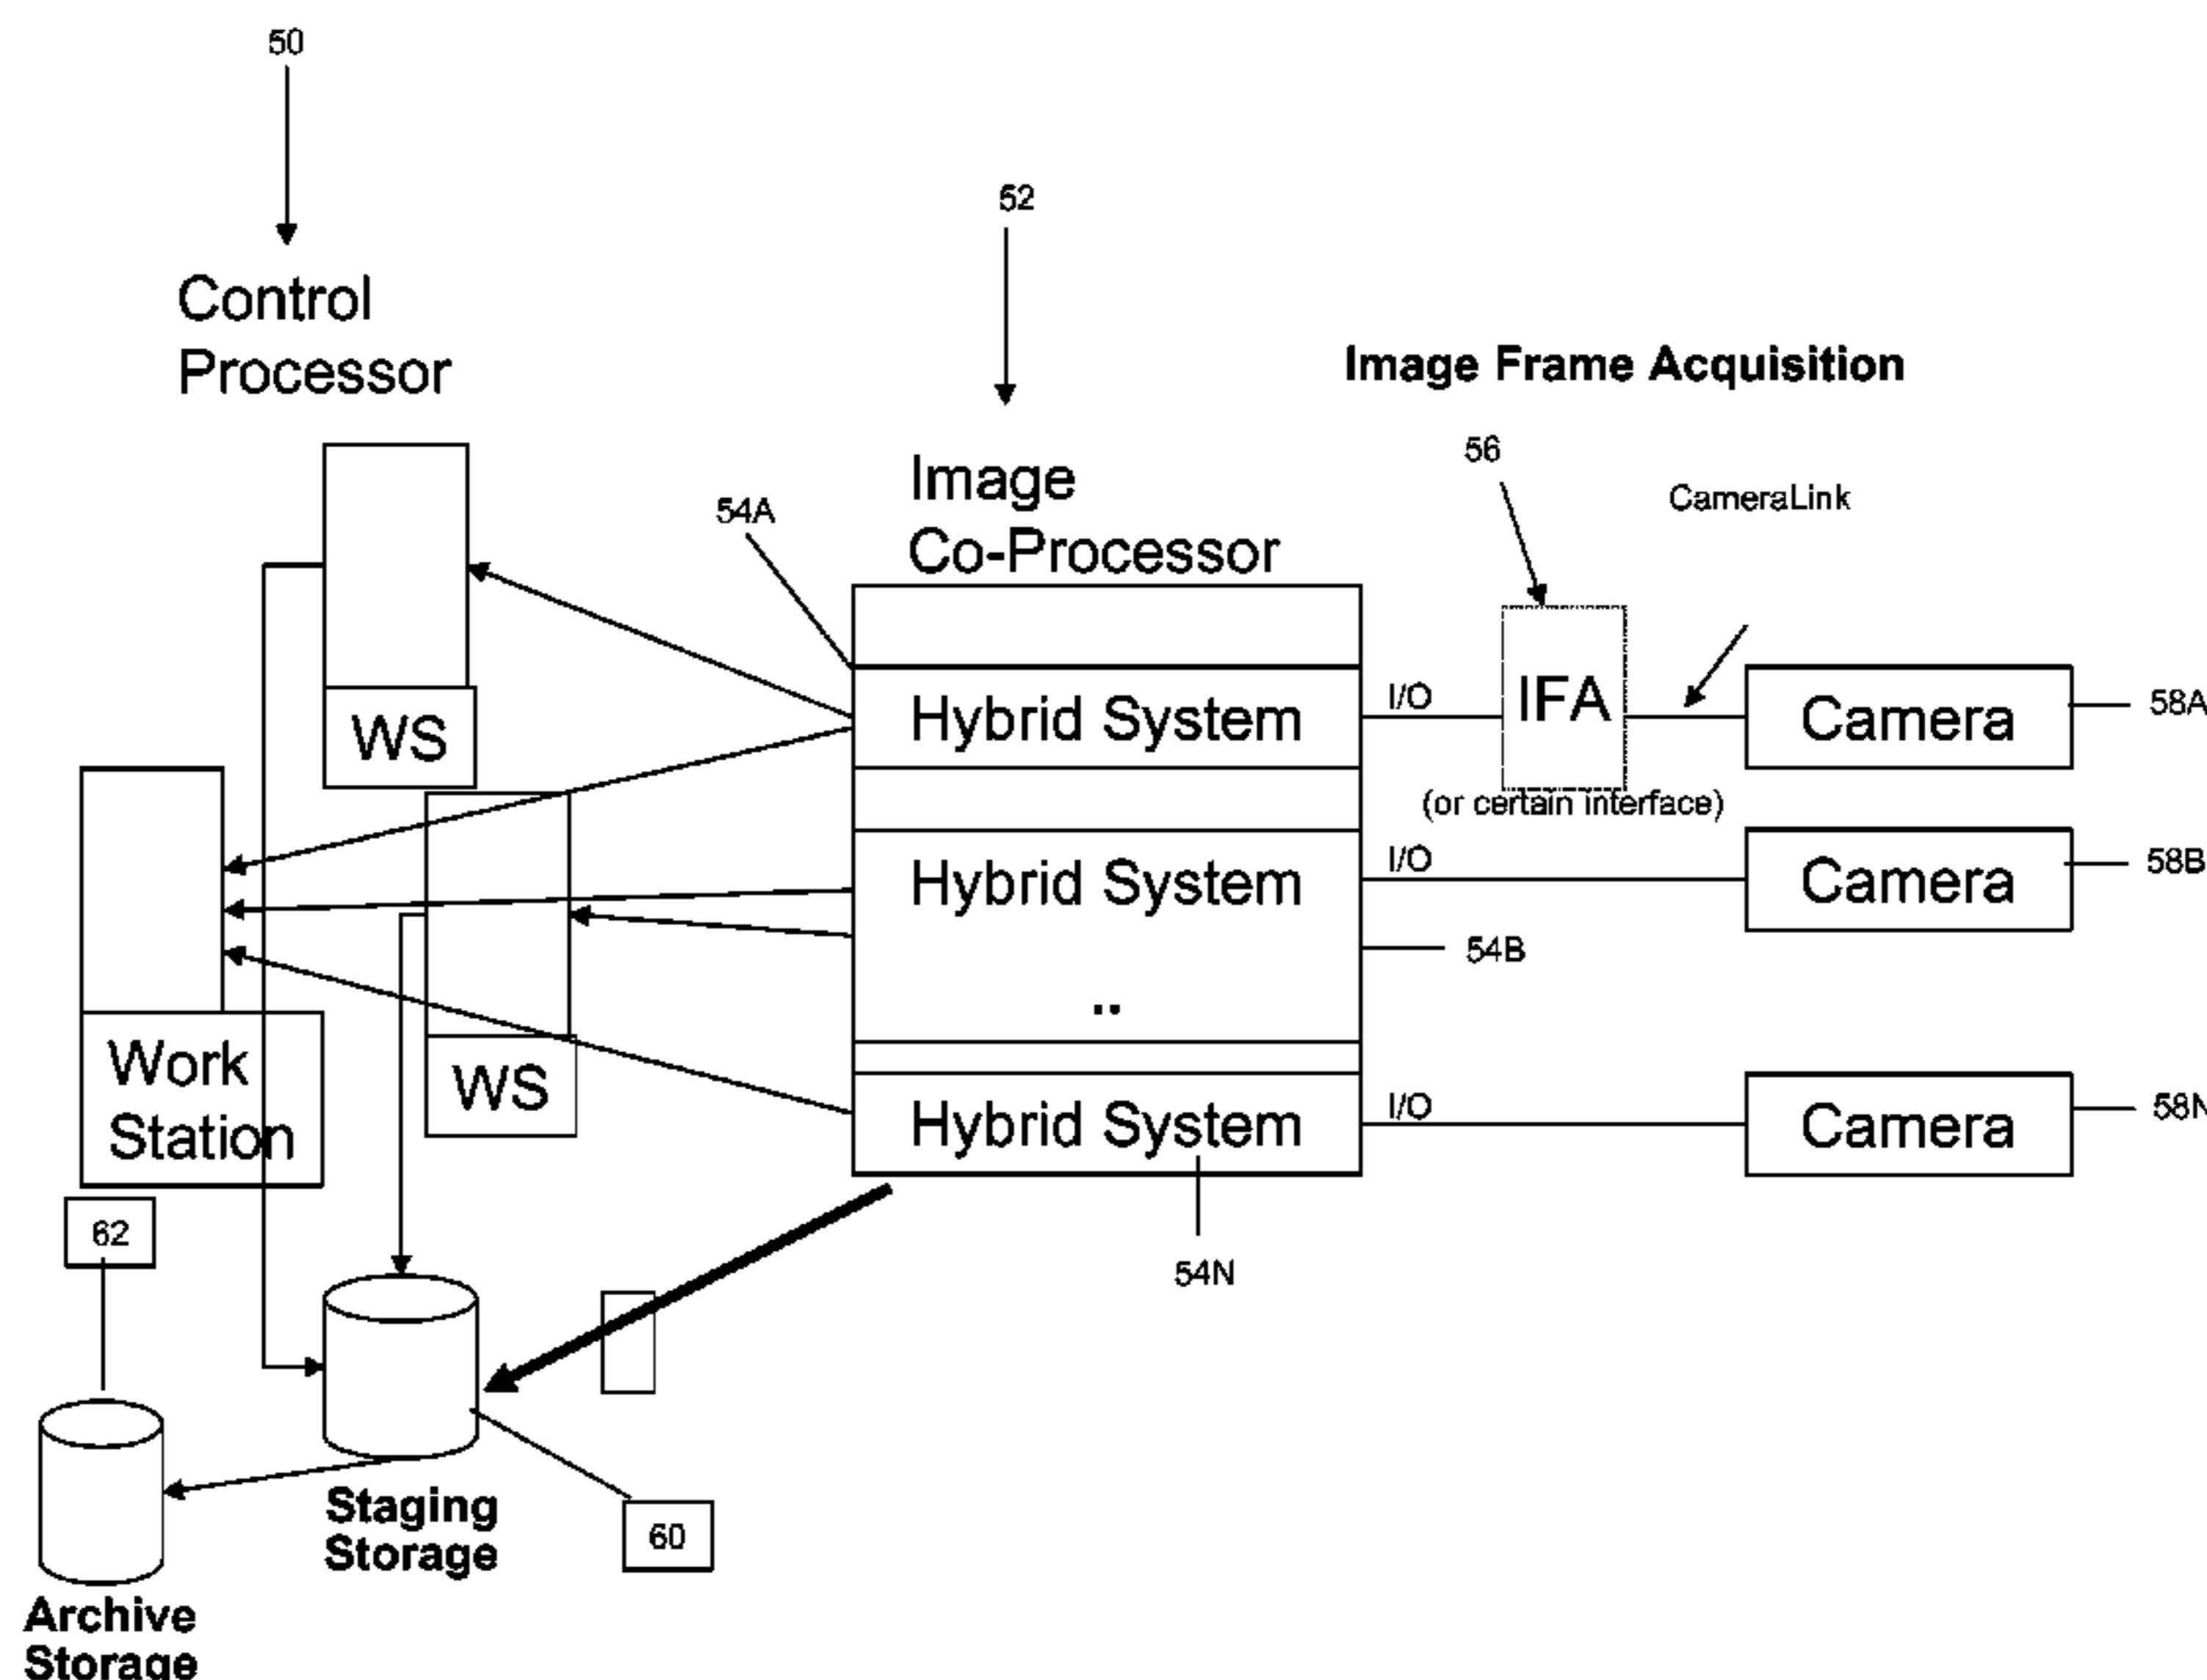 50
52
Control
Processor
Image Frame Acquisition
56
CameraLink
54A
Image
Co-Processor
WS
Hybrid System
I/O
IFA
Camera
58A
(or certain interface)
Hybrid System
I/O
Camera
58B
54B
..
Work
Station
WS
Hybrid System
I/O
Camera
58N
62
54N
Staging
Storage
60
Archive
Storage